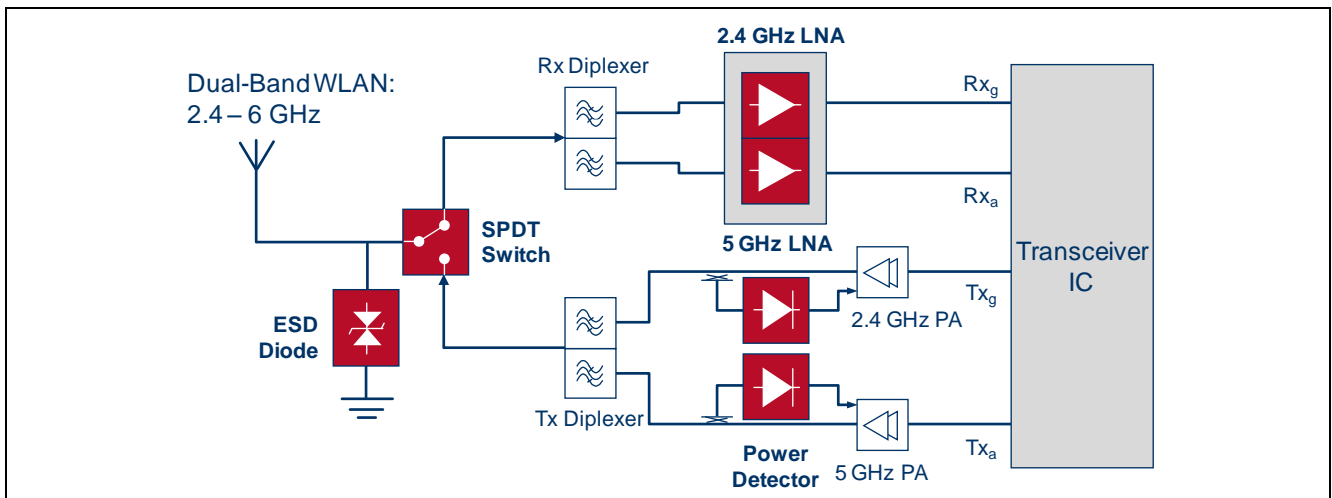 2.4 GHz LNA
Rx Diplexer
Dual-Band WLAN:
2.4 – 6 GHz
Rxg
Rxa
SPDT
Switch
5 GHz LNA
Transceiver
IC
Txg
2.4 GHz PA
ESD
Diode
Tx Diplexer
Txa
Power
Detector
5 GHz PA